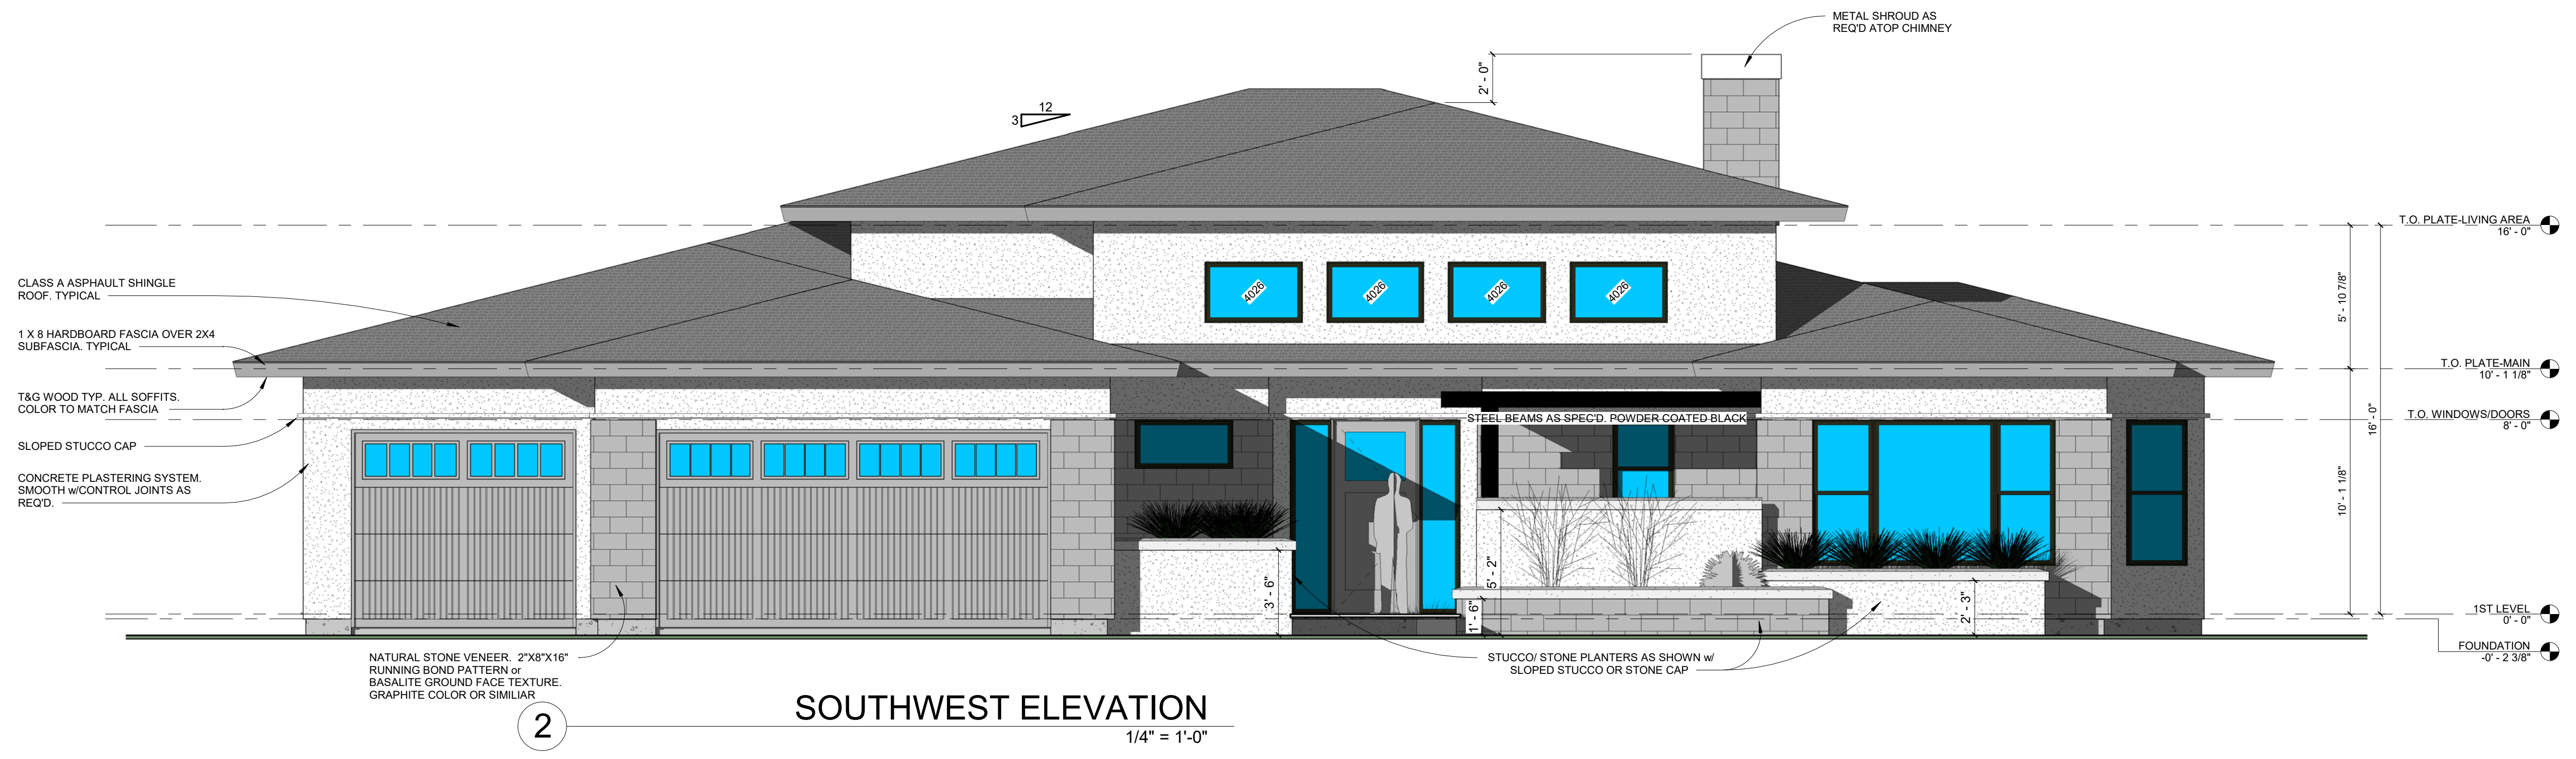 METAL SHROUD AS
REQ'D ATOP CHIMNEY
2' - 0"
12
3
T.O. PLATE-LIVING AREA
16' - 0"
CLASS A ASPHAULT SHINGLE
ROOF. TYPICAL
4026
4026
4026
4026
5' - 10 7/8"
1 X 8 HARDBOARD FASCIA OVER 2X4
SUBFASCIA. TYPICAL
T.O. PLATE-MAIN
10' - 1 1/8"
T&G WOOD TYP. ALL SOFFITS.
COLOR TO MATCH FASCIA
STEEL BEAMS AS SPEC'D. POWDER COATED BLACK
16' - 0"
T.O. WINDOWS/DOORS
8' - 0"
SLOPED STUCCO CAP
CONCRETE PLASTERING SYSTEM.
SMOOTH w/CONTROL JOINTS AS
REQ'D.
10' - 1 1/8"
3' - 6"
5' - 2"
1' - 6"
2' - 3"
1ST LEVEL
0' - 0"
FOUNDATION
-0' - 2 3/8"
NATURAL STONE VENEER. 2"X8"X16"
RUNNING BOND PATTERN or
BASALITE GROUND FACE TEXTURE.
GRAPHITE COLOR OR SIMILIAR
STUCCO/ STONE PLANTERS AS SHOWN w/
SLOPED STUCCO OR STONE CAP
2
SOUTHWEST ELEVATION
1/4" = 1'-0"